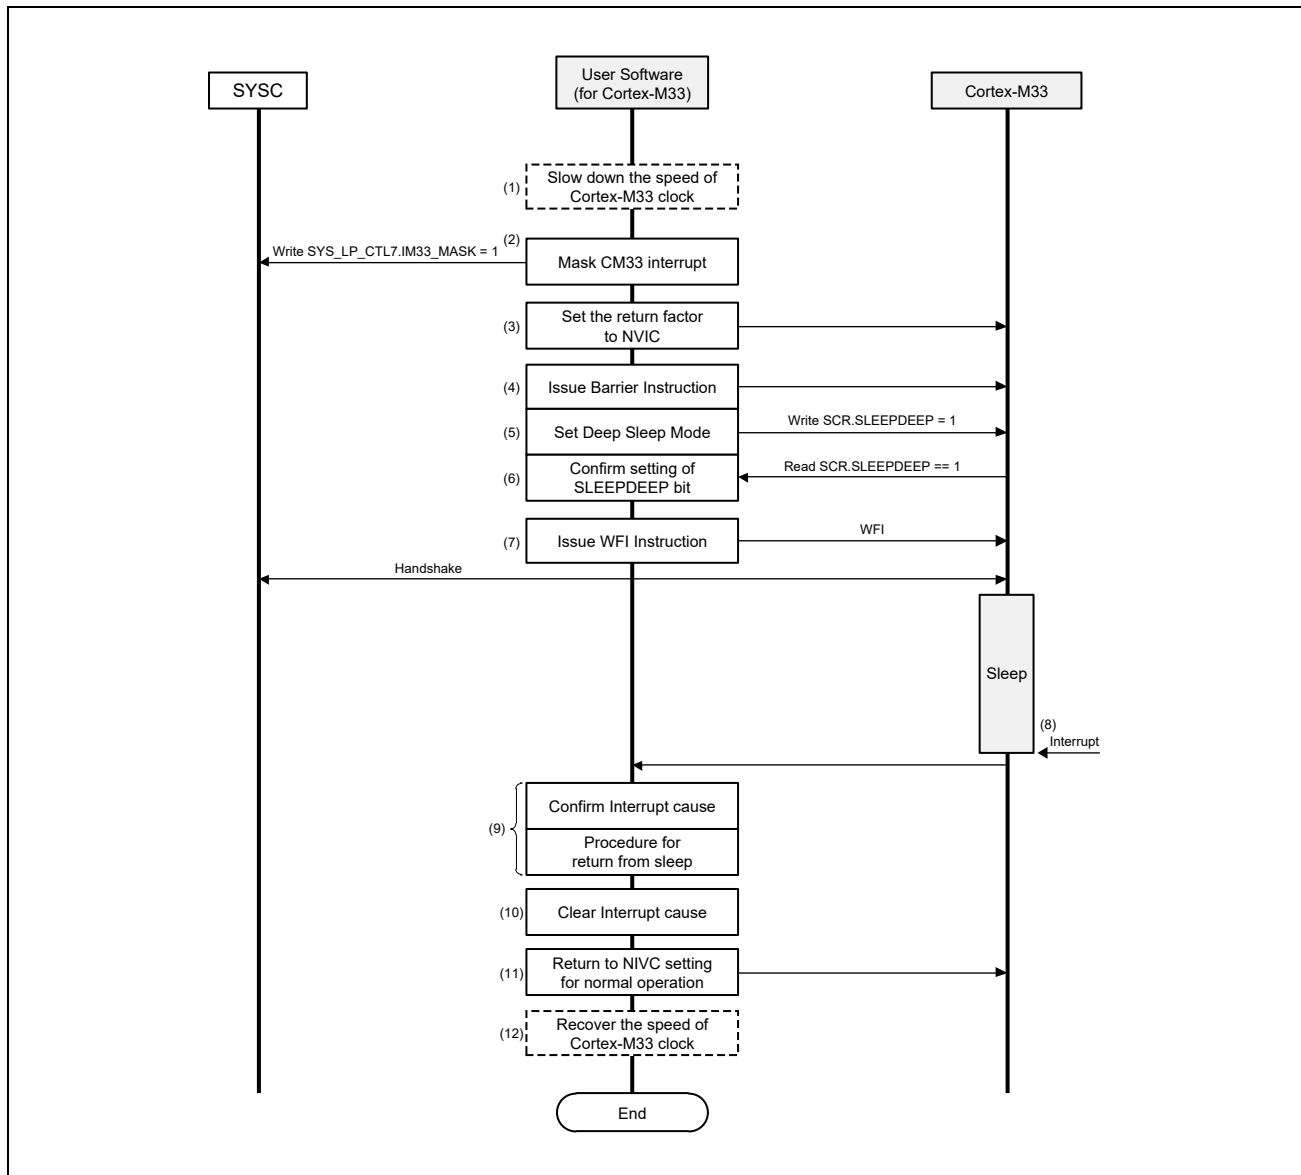 SYSC
User Software
(for Cortex-M33)
Cortex-M33
(1)
Slow down the speed of
Cortex-M33 clock
(2)
Write SYS_LP_CTL7.IM33_MASK = 1
Mask CM33 interrupt
(3)
Set the return factor
to NVIC
(4)
Issue Barrier Instruction
(5)
Set Deep Sleep Mode
Write SCR.SLEEPDEEP = 1
(6)
Confirm setting of
SLEEPDEEP bit
Read SCR.SLEEPDEEP == 1
(7)
Issue WFI Instruction
WFI
Handshake
Sleep
(8)
Interrupt
(9)
Confirm Interrupt cause
Procedure for
return from sleep
(10)
Clear Interrupt cause
(11)
Return to NIVC setting
for normal operation
(12)
Recover the speed of
Cortex-M33 clock
End